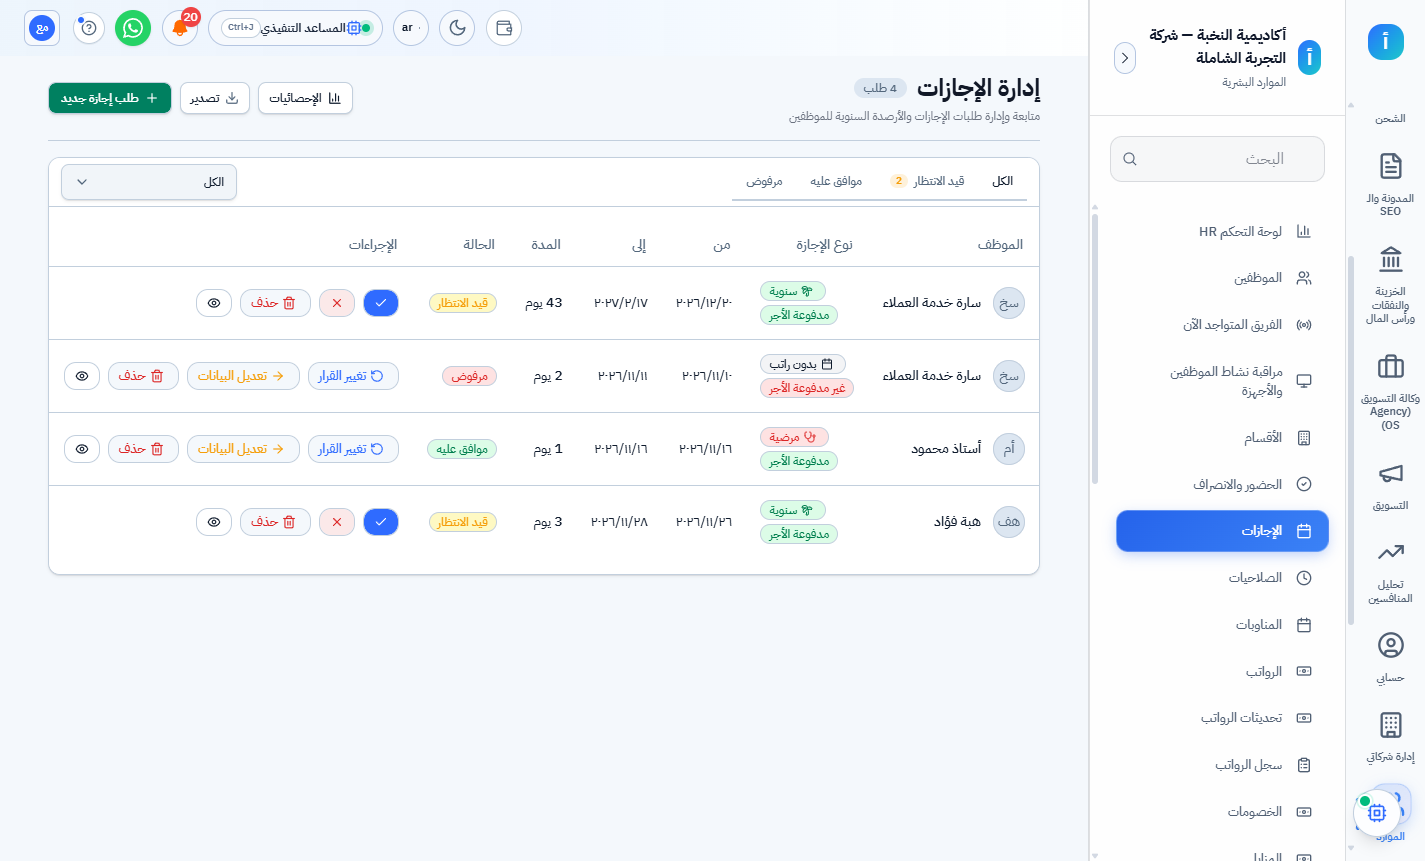 أ
الشحن
المدونة والـ
SEO
الخزينة
والنفقات
ورأس المال
وكالة التسويق
(Agency
OS)
التسويق
تحليل
المنافسين
حسابي
إدارة شركاتي
الموارد
أ
أكاديمية النخبة — شركة
التجربة الشاملة
الموارد البشرية
البحث
لوحة التحكم HR
الموظفين
الفريق المتواجد الآن
مراقبة نشاط الموظفين
والأجهزة
الأقسام
الحضور والانصراف
الإجازات
الصلاحيات
المناوبات
الرواتب
تحديثات الرواتب
سجل الرواتب
الخصومات
المزايا
ar
المساعد التنفيذي Ctrl+J
20
مع
إدارة الإجازات 4 طلب
متابعة وإدارة طلبات الإجازات والأرصدة السنوية للموظفين
الإحصائيات
تصدير
طلب إجازة جديد
الكل قيد الانتظار 2 موافق عليه مرفوض
الكل
الموظف نوع الإجازة من إلى المدة الحالة الإجراءات
سخ سارة خدمة العملاء سنوية مدفوعة الأجر ٢٠٢٦/١٢/٢٠ ٢٠٢٧/٢/١٧ 43 يوم قيد الانتظار حذف
سخ سارة خدمة العملاء بدون راتب غير مدفوعة الأجر ٢٠٢٦/١١/١٠ ٢٠٢٦/١١/١١ 2 يوم مرفوض تغيير القرار تعديل البيانات حذف
أم أستاذ محمود مرضية مدفوعة الأجر ٢٠٢٦/١١/١٦ ٢٠٢٦/١١/١٦ 1 يوم موافق عليه تغيير القرار تعديل البيانات حذف
هف هبة فؤاد سنوية مدفوعة الأجر ٢٠٢٦/١١/٢٦ ٢٠٢٦/١١/٢٨ 3 يوم قيد الانتظار حذف